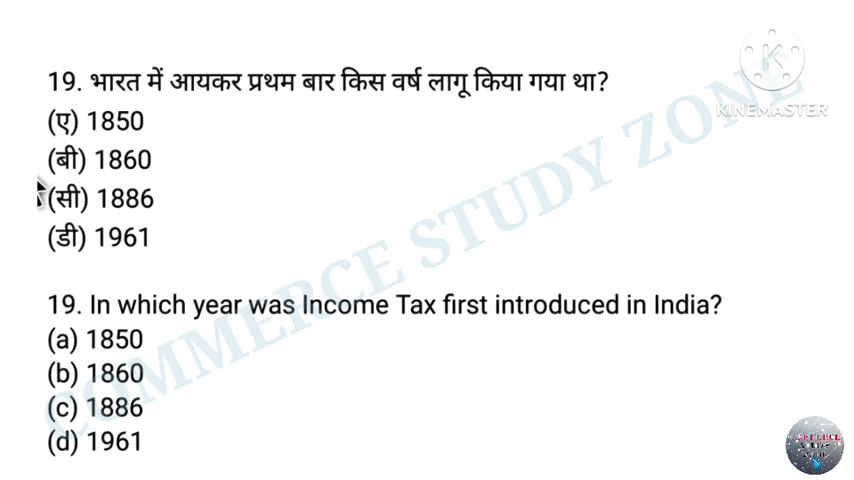 19. भारत में आयकर प्रथम बार किस वर्ष लागू किया गया था?
(ए) 1850
(बी) 1860
(सी) 1886
(डी) 1961
19. In which year was Income Tax first introduced in India?
(a) 1850
(b) 1860
(c) 1886
(d) 1961
COMMERCE STUDY ZONE
K
KINEMASTER